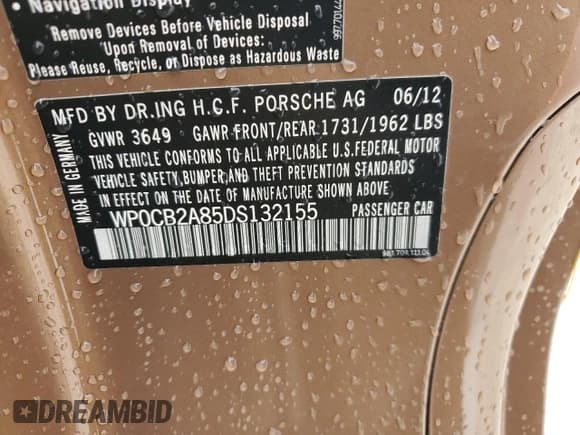 • Navigation Display
Remove Devices Before Vehicle Disposal
Upon Removal of Devices:
Please Reuse, Recycle, or Dispose as Hazardous Waste
MFD BY DR.ING H.C.F. PORSCHE AG 06/12
GVWR 3649 GAWR FRONT/REAR 1731/1962 LBS
THIS VEHICLE CONFORMS TO ALL APPLICABLE U.S.FEDERAL MOTOR
VEHICLE SAFETY,BUMPER AND THEFT PREVENTION STANDARDS
IN EFFECT ON THE DATE OF MANUFACTURE SHOWN ABOVE.
WP0CB2A85DS132155 PASSENGER CAR
MADE IN GERMANY
DREAMBID